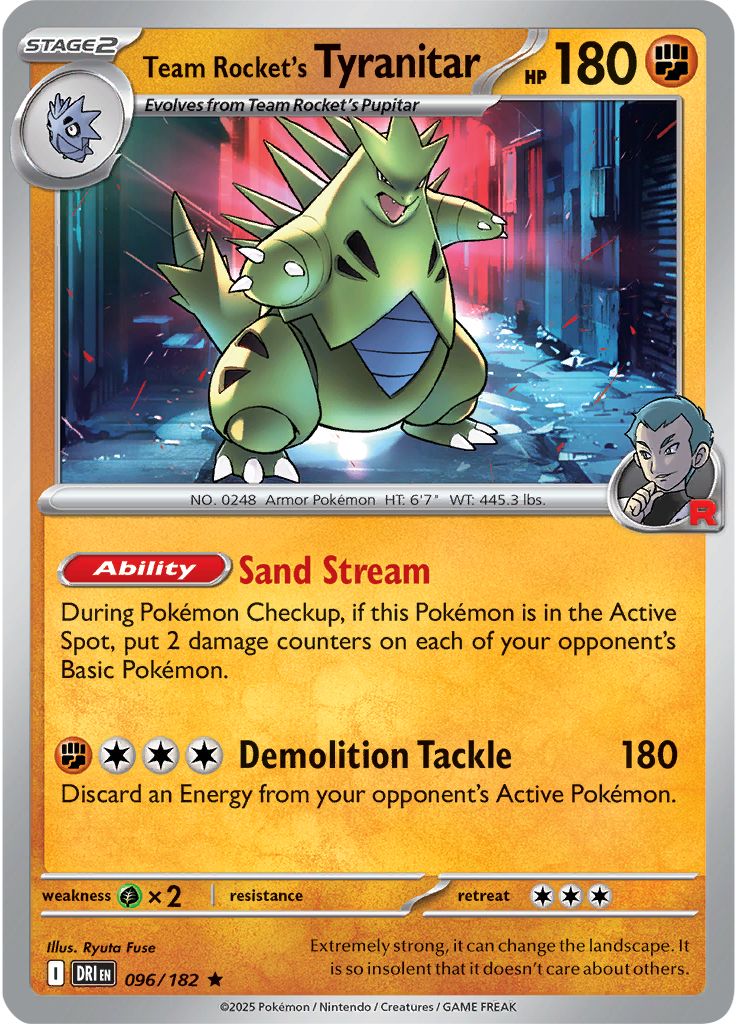 STAGE2
Team Rocket's Tyranitar HP 180
Evolves from Team Rocket's Pupitar
NO. 0248 Armor Pokémon HT: 6'7" WT: 445.3 lbs.
R
Ability Sand Stream
During Pokémon Checkup, if this Pokémon is in the Active
Spot, put 2 damage counters on each of your opponent's
Basic Pokémon.
Demolition Tackle 180
Discard an Energy from your opponent's Active Pokémon.
weakness ×2 resistance retreat
Illus. Ryuta Fuse
Extremely strong, it can change the landscape. It
is so insolent that it doesn't care about others.
I DRI EN 096/182 ★
©2025 Pokémon / Nintendo / Creatures / GAME FREAK